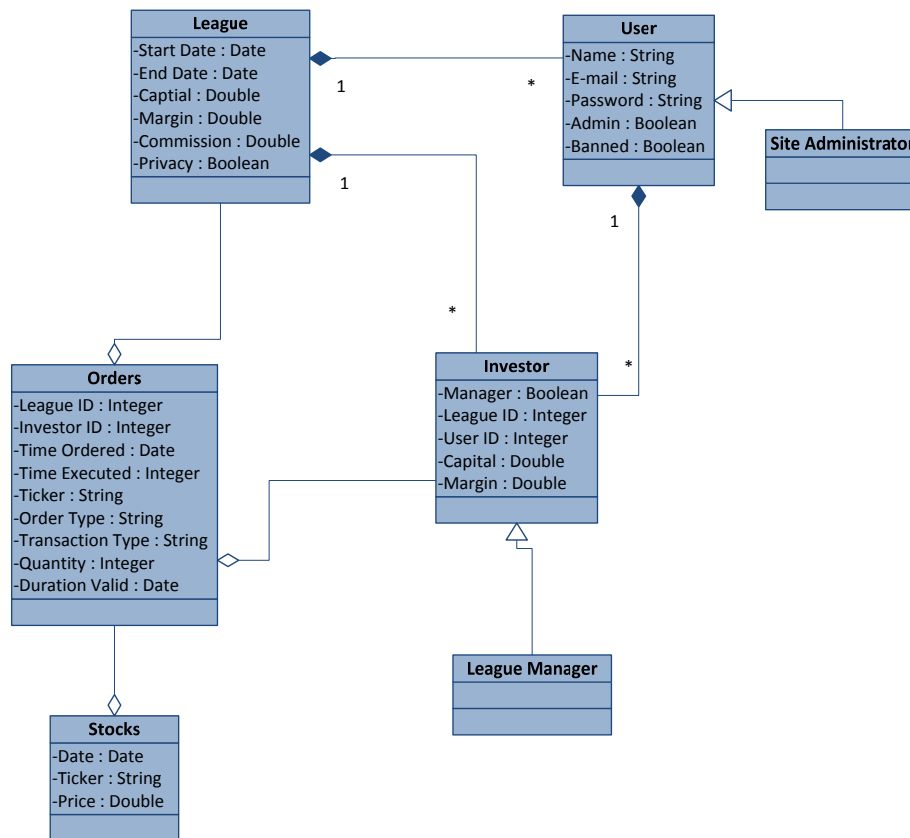 League
-Start Date : Date
-End Date : Date
-Captial : Double
-Margin : Double
-Commission : Double
-Privacy : Boolean
1
*
1
*
User
-Name : String
-E-mail : String
-Password : String
-Admin : Boolean
-Banned : Boolean
1
*
Site Administrator
Orders
-League ID : Integer
-Investor ID : Integer
-Time Ordered : Date
-Time Executed : Integer
-Ticker : String
-Order Type : String
-Transaction Type : String
-Quantity : Integer
-Duration Valid : Date
Investor
-Manager : Boolean
-League ID : Integer
-User ID : Integer
-Capital : Double
-Margin : Double
League Manager
Stocks
-Date : Date
-Ticker : String
-Price : Double